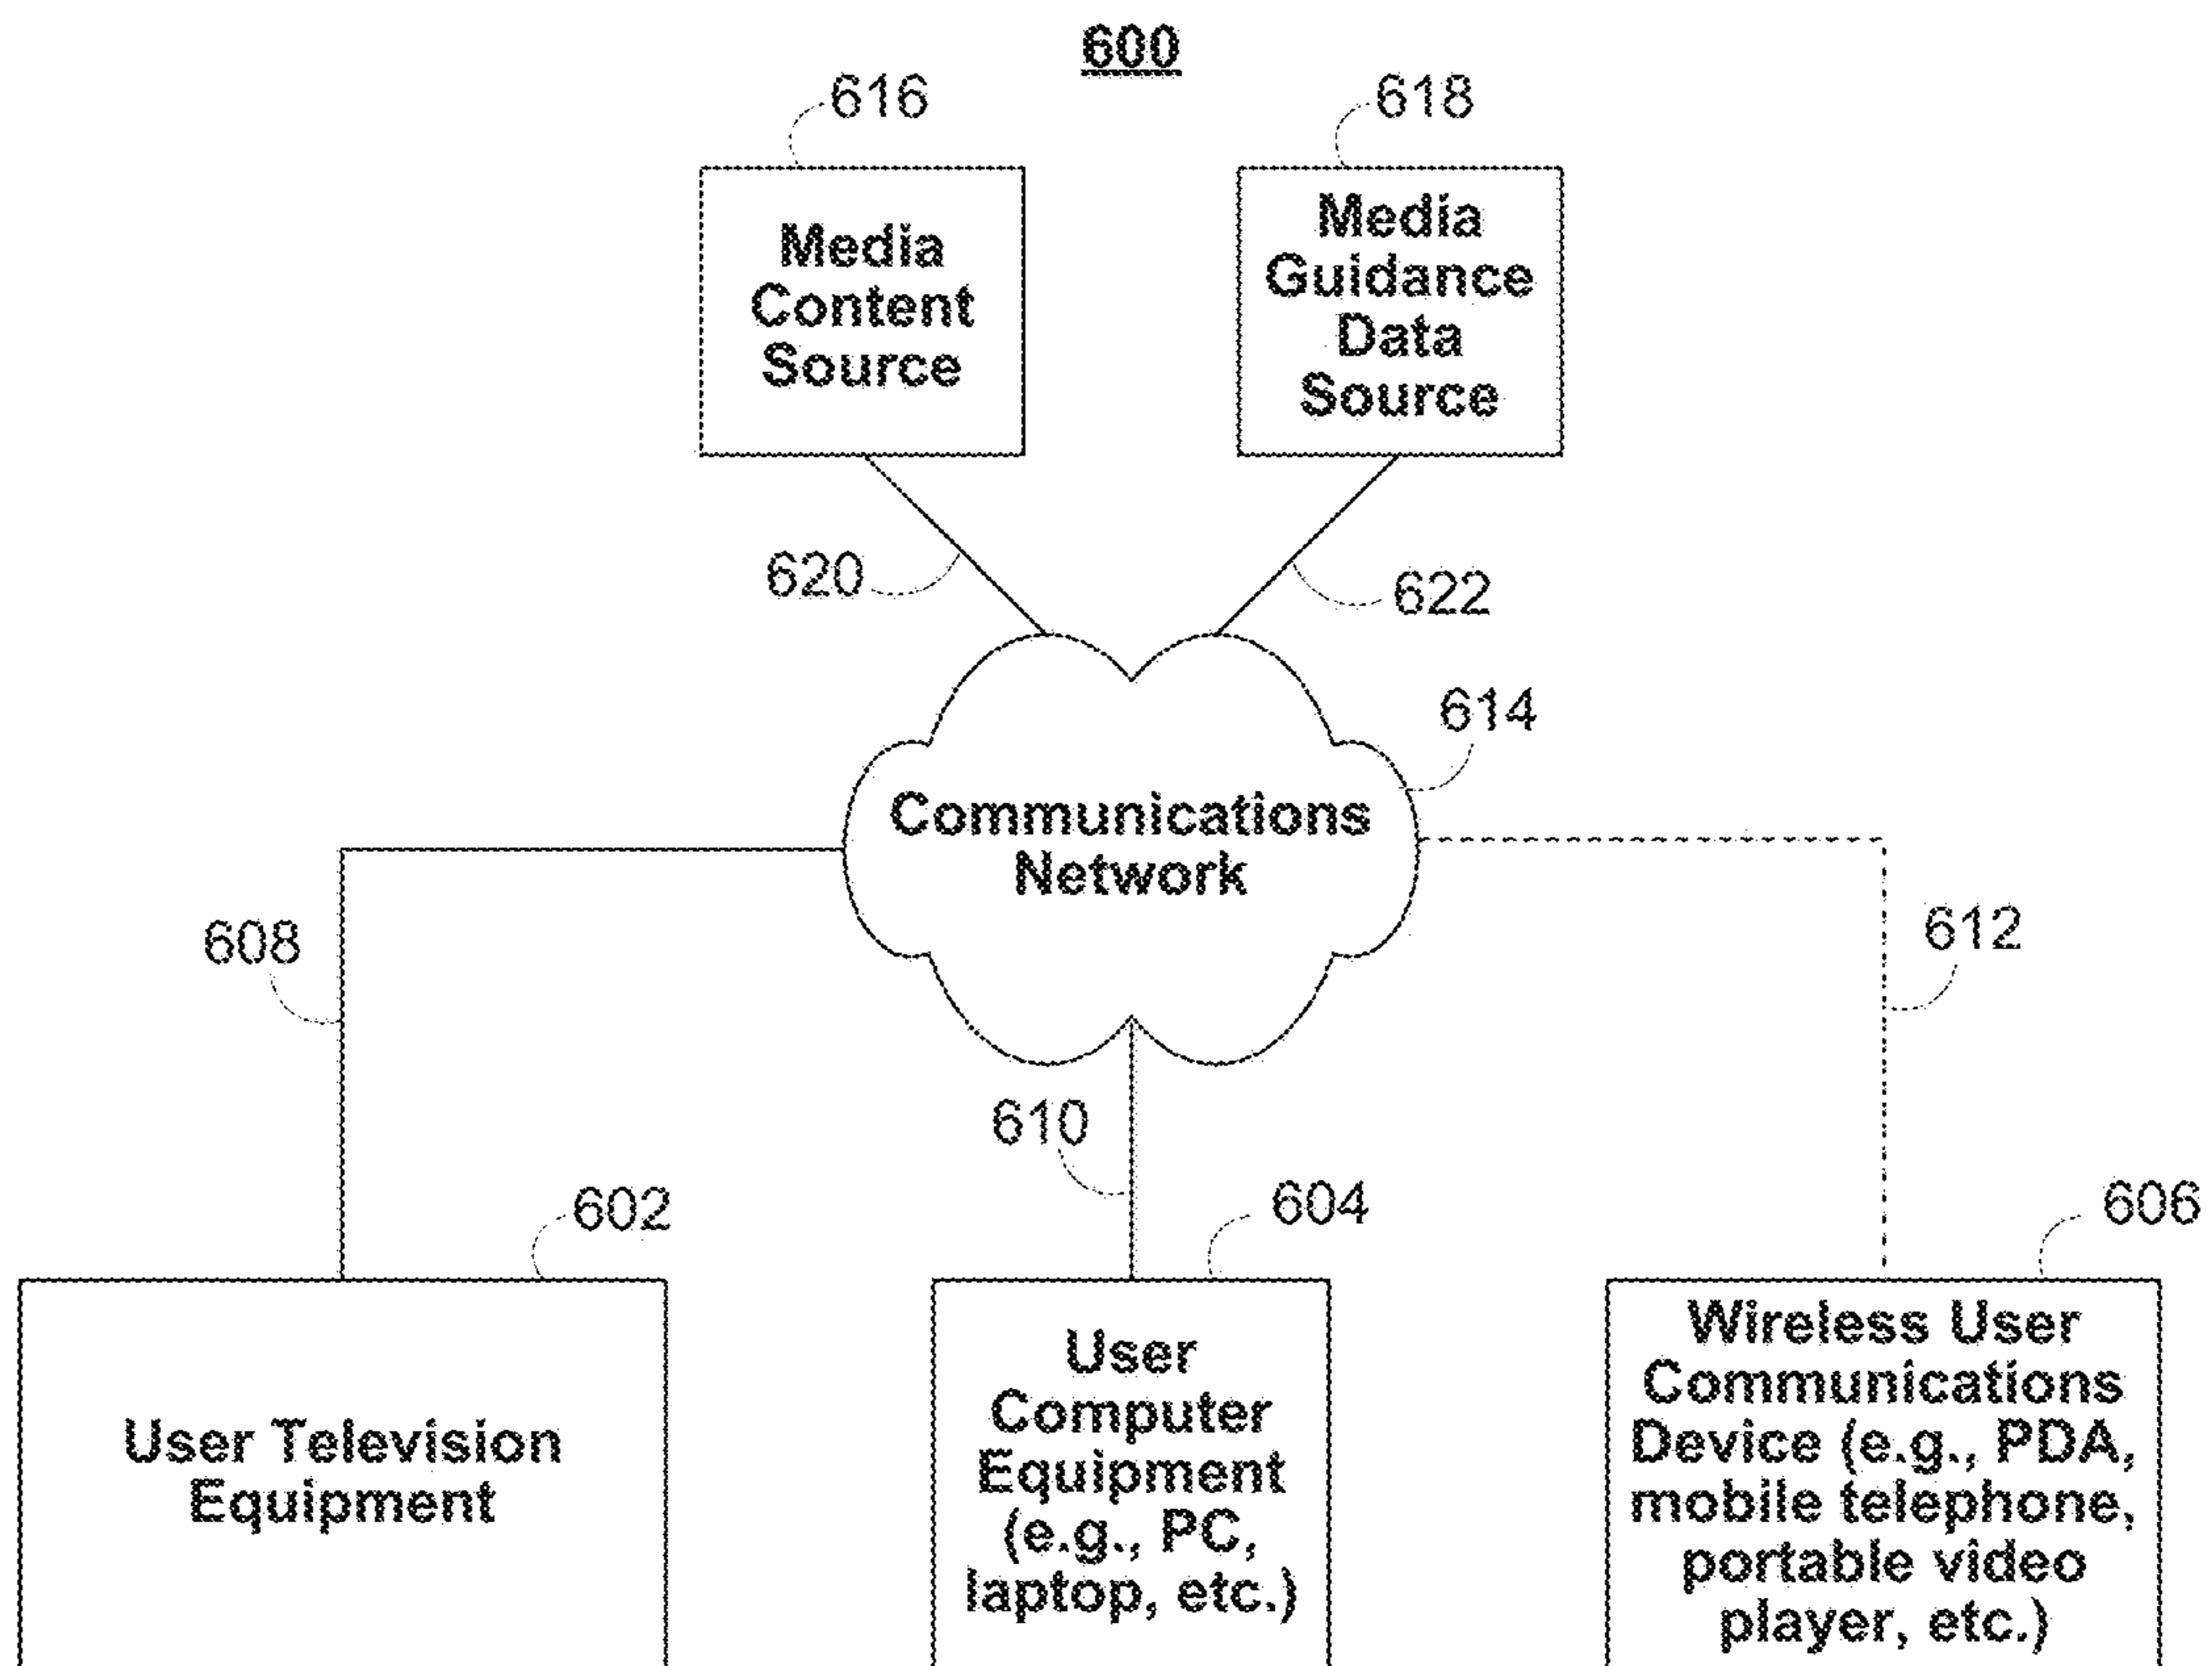 600
616
618
Media
Content
Source
Media
Guidance
Data
Source
620
622
614
Communications
Network
608
612
610
602
604
606
User Television
Equipment
User
Computer
Equipment
(e.g., PC,
laptop, etc.)
Wireless User
Communications
Device (e.g., PDA,
mobile telephone,
portable video
player, etc.)